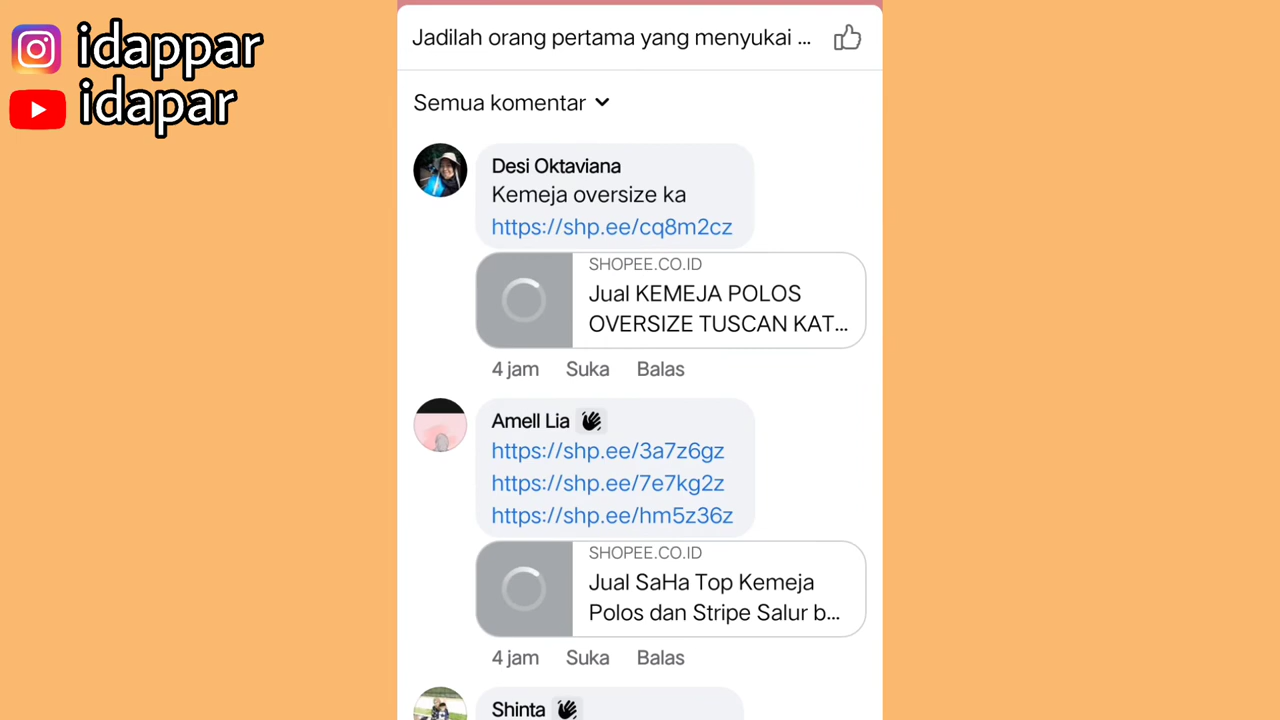 idappar
idapar
Jadilah orang pertama yang menyukai ...
Semua komentar
Desi Oktaviana
Kemeja oversize ka
https://shp.ee/cq8m2cz
SHOPEE.CO.ID
Jual KEMEJA POLOS
OVERSIZE TUSCAN KAT...
4 jam Suka Balas
Amell Lia
https://shp.ee/3a7z6gz
https://shp.ee/7e7kg2z
https://shp.ee/hm5z36z
SHOPEE.CO.ID
Jual SaHa Top Kemeja
Polos dan Stripe Salur b...
4 jam Suka Balas
Shinta